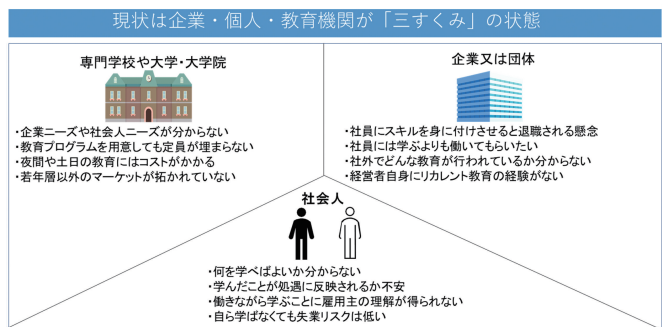 現状は企業・個人・教育機関が「三すくみ」の状態
専門学校や大学・大学院
・企業ニーズや社会人ニーズが分からない
・教育プログラムを用意しても定員が埋まらない
・夜間や土日の教育にはコストがかかる
・若年層以外のマーケットが拓かれていない
企業又は団体
・社員にスキルを身に付けさせると退職される懸念
・社員には学ぶよりも働いてもらいたい
・社外でどんな教育が行われているか分からない
・経営者自身にリカレント教育の経験がない
社会人
・何を学べばよいか分からない
・学んだことが処遇に反映されるか不安
・働きながら学ぶことに雇用主の理解が得られない
・自ら学ばなくても失業リスクは低い